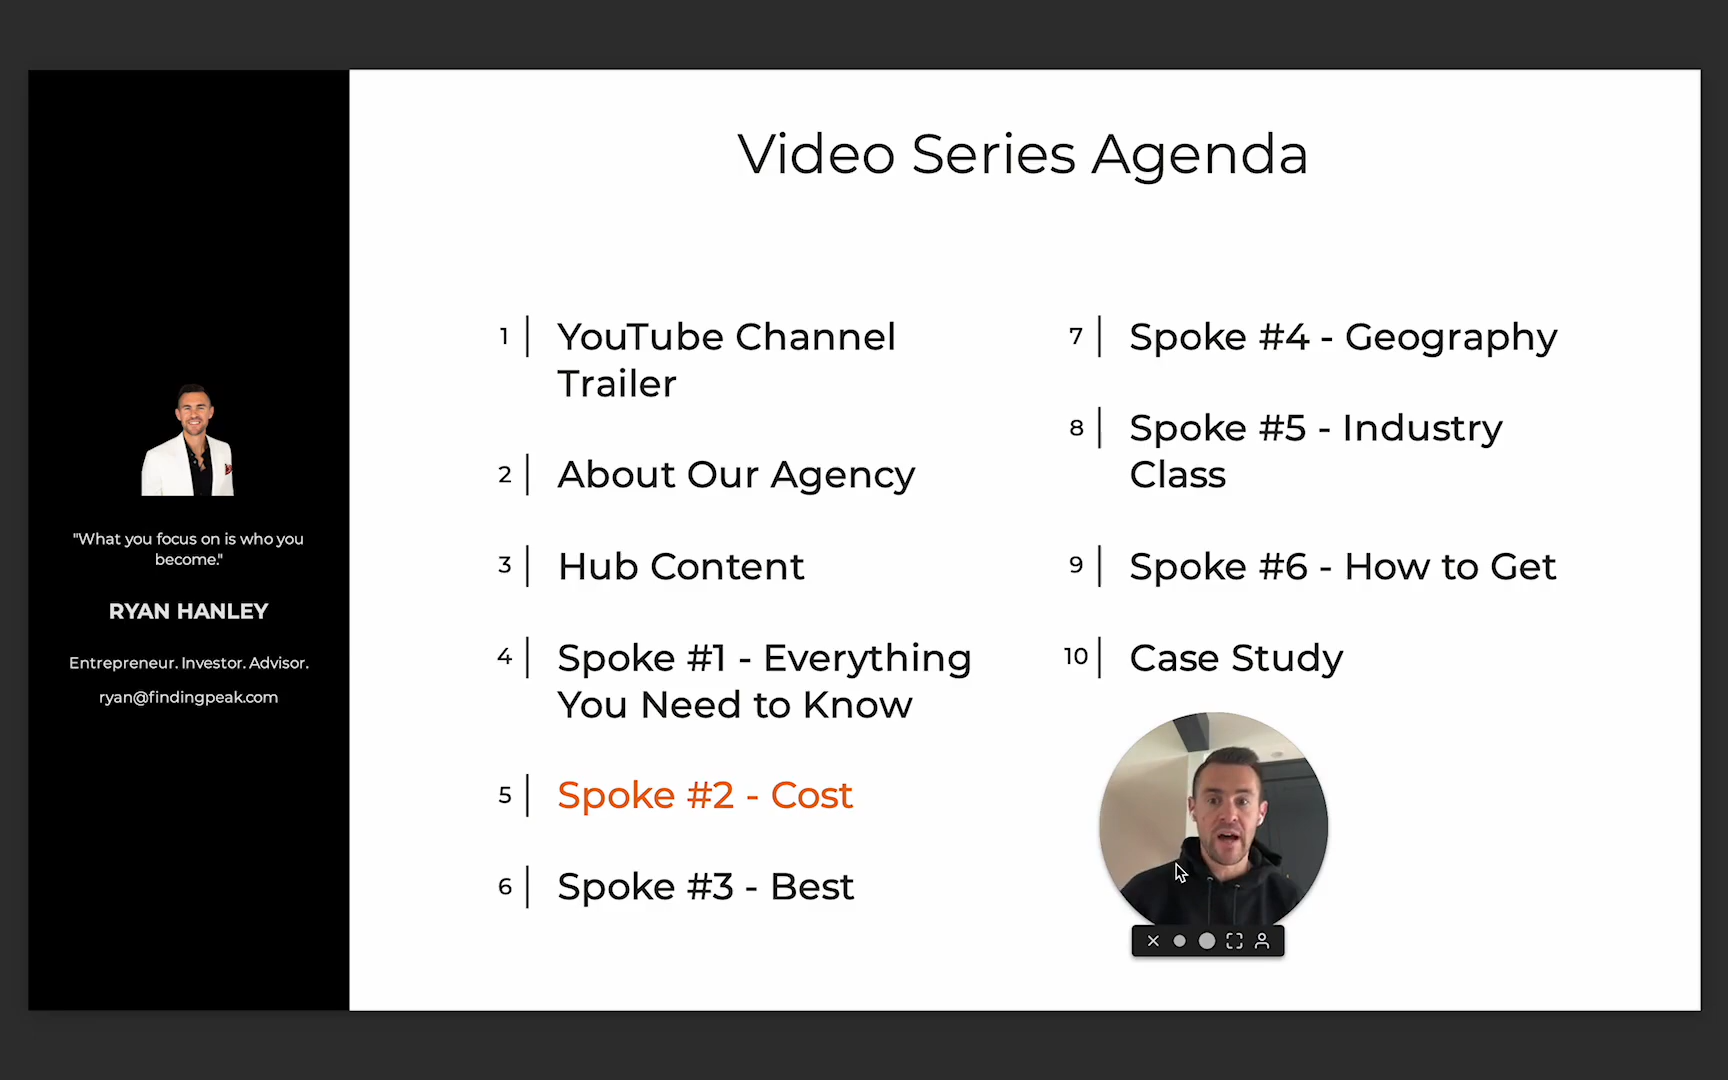 Video Series Agenda
"What you focus on is who you
become."
RYAN HANLEY
Entrepreneur. Investor. Advisor.
ryan@findingpeak.com
1 YouTube Channel
Trailer
2 About Our Agency
3 Hub Content
4 Spoke #1 - Everything
You Need to Know
5 Spoke #2 - Cost
6 Spoke #3 - Best
7 Spoke #4 - Geography
8 Spoke #5 - Industry
Class
9 Spoke #6 - How to Get
10 Case Study